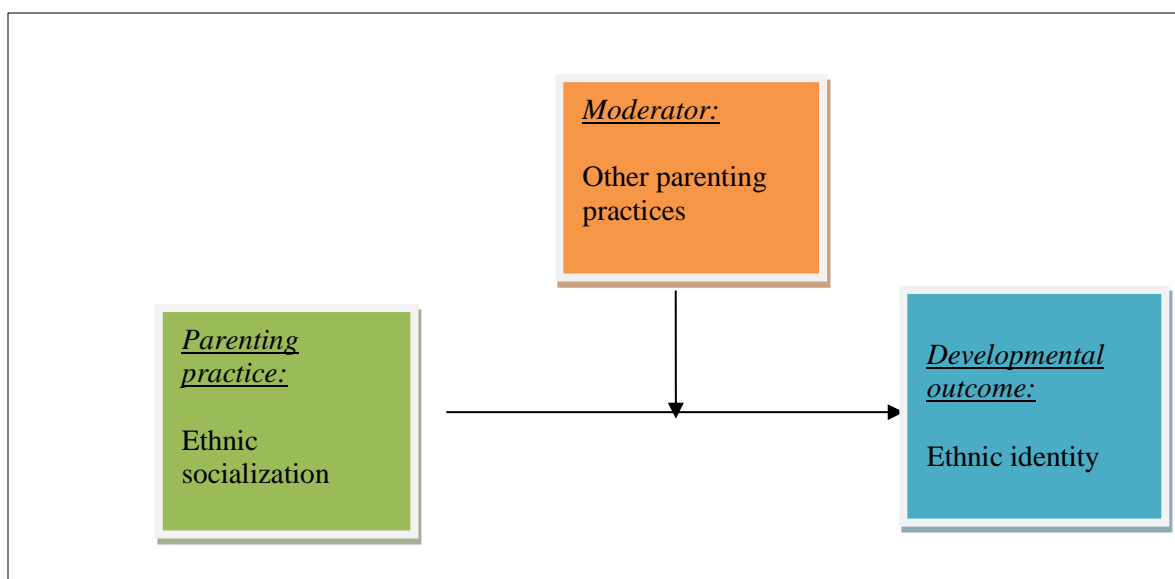 Moderator:
Other parenting
practices
Parenting
practice:
Ethnic
socialization
Developmental
outcome:
Ethnic identity